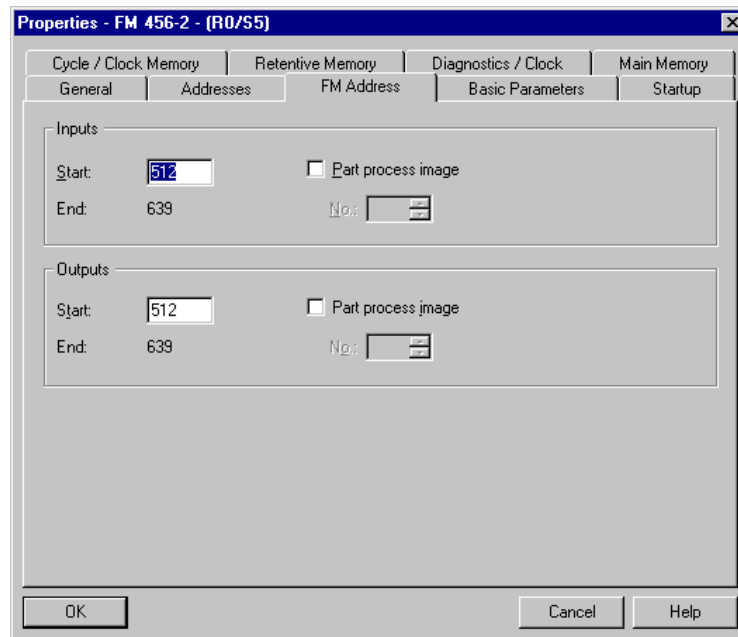 Properties - FM 456-2 - (R0/S5)
Cycle / Clock Memory Retentive Memory Diagnostics / Clock Main Memory
General Addresses FM Address Basic Parameters Startup
Inputs
Start: 512 Part process image
End: 639 No.:
Outputs
Start: 512 Part process image
End: 639 No.:
OK Cancel Help